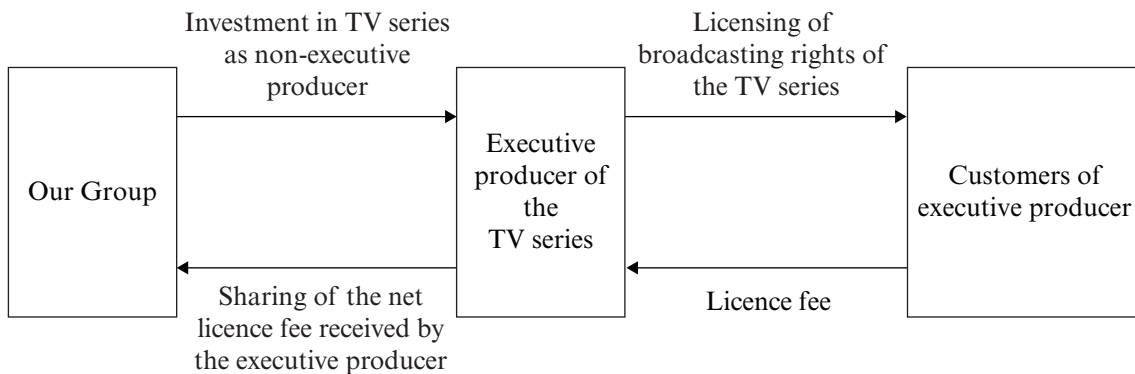 Investment in TV series
as non-executive
producer
Licensing of
broadcasting rights of
the TV series
Our Group
Executive
producer of
the
TV series
Customers of
executive producer
Sharing of the net
licence fee received by
the executive producer
Licence fee